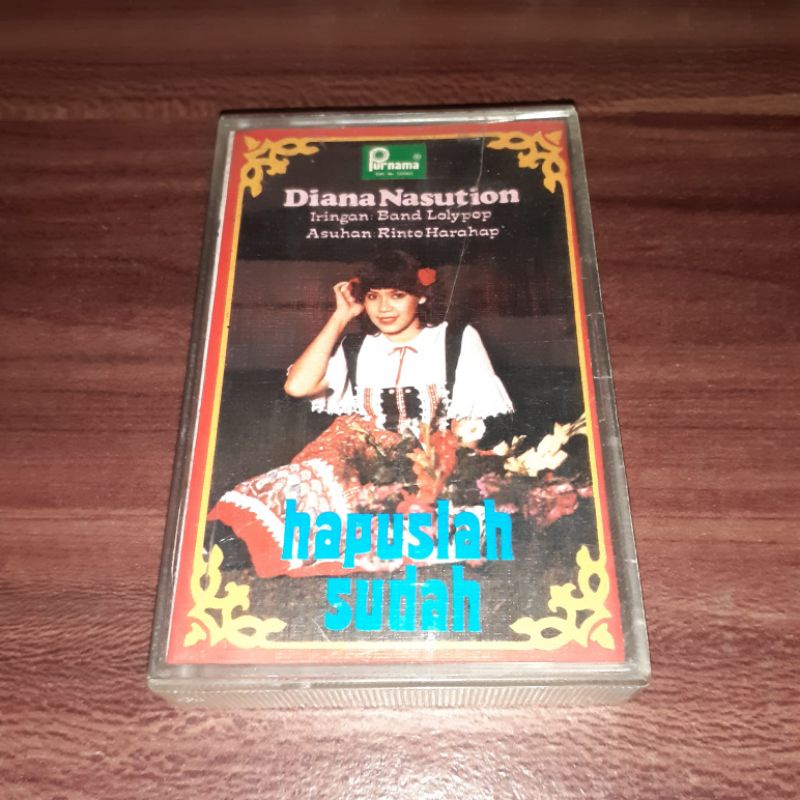 Purnama
Diana Nasution
Iringan: Band Lolypop
Asuhan: Rinto Harahap
hapuslah
sudah